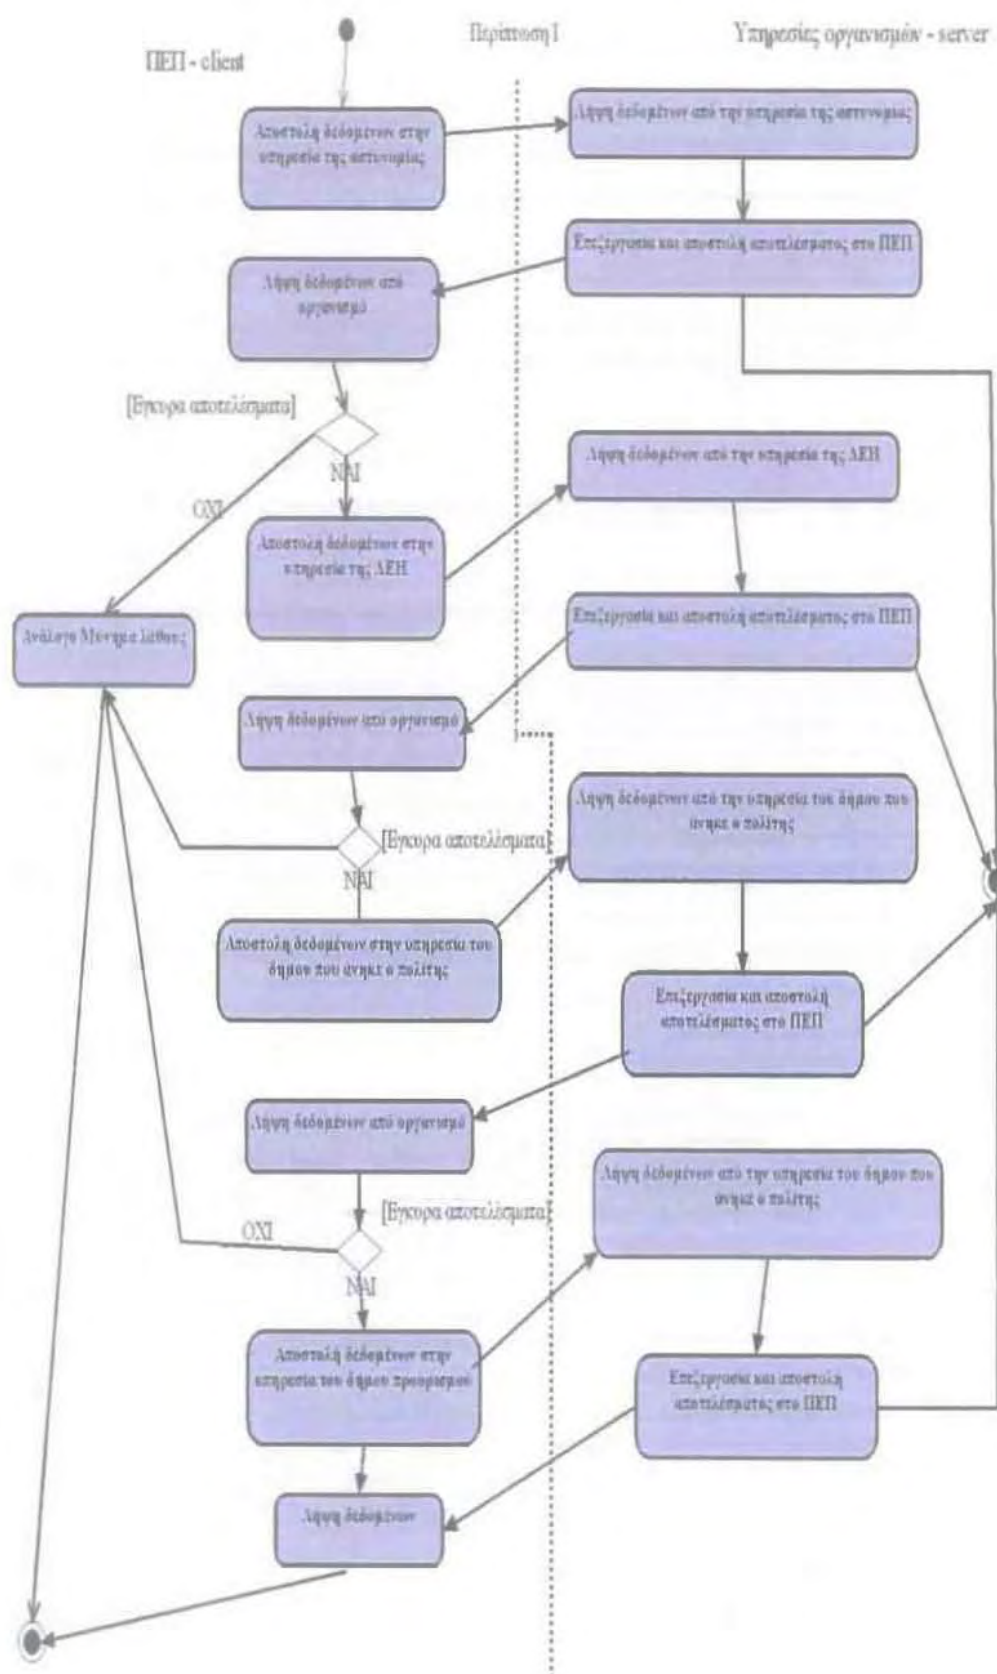 ΠΕΠ - client
Περίπτωση Ι
Υπηρεσίες οργανισμών - server
Αποστολή δεδομένων στην
υπηρεσία της αστυνομίας
Λήψη δεδομένων από την υπηρεσία της αστυνομίας
Επεξεργασία και αποστολή αποτελέσματος στο ΠΕΠ
Λήψη δεδομένων από
οργανισμό
[Έγκυρα αποτελέσματα]
ΝΑΙ
ΟΧΙ
Λήψη δεδομένων από την υπηρεσία της ΔΕΗ
Αποστολή δεδομένων στην
υπηρεσία της ΔΕΗ
Επεξεργασία και αποστολή αποτελέσματος στο ΠΕΠ
Ανάλογο Μύνημα λάθους
Λήψη δεδομένων από οργανισμό
Λήψη δεδομένων από την υπηρεσία του δήμου που
άνηκε ο πολίτης
[Έγκυρα αποτελέσματα]
ΝΑΙ
Αποστολή δεδομένων στην υπηρεσία του
δήμου που άνηκε ο πολίτης
Επεξεργασία και αποστολή
αποτελέσματος στο ΠΕΠ
Λήψη δεδομένων από οργανισμό
Λήψη δεδομένων από την υπηρεσία του δήμου που
άνηκε ο πολίτης
[Έγκυρα αποτελέσματα]
ΟΧΙ
ΝΑΙ
Αποστολή δεδομένων στην
υπηρεσία του δήμου προορισμού
Επεξεργασία και αποστολή
αποτελέσματος στο ΠΕΠ
Λήψη δεδομένων